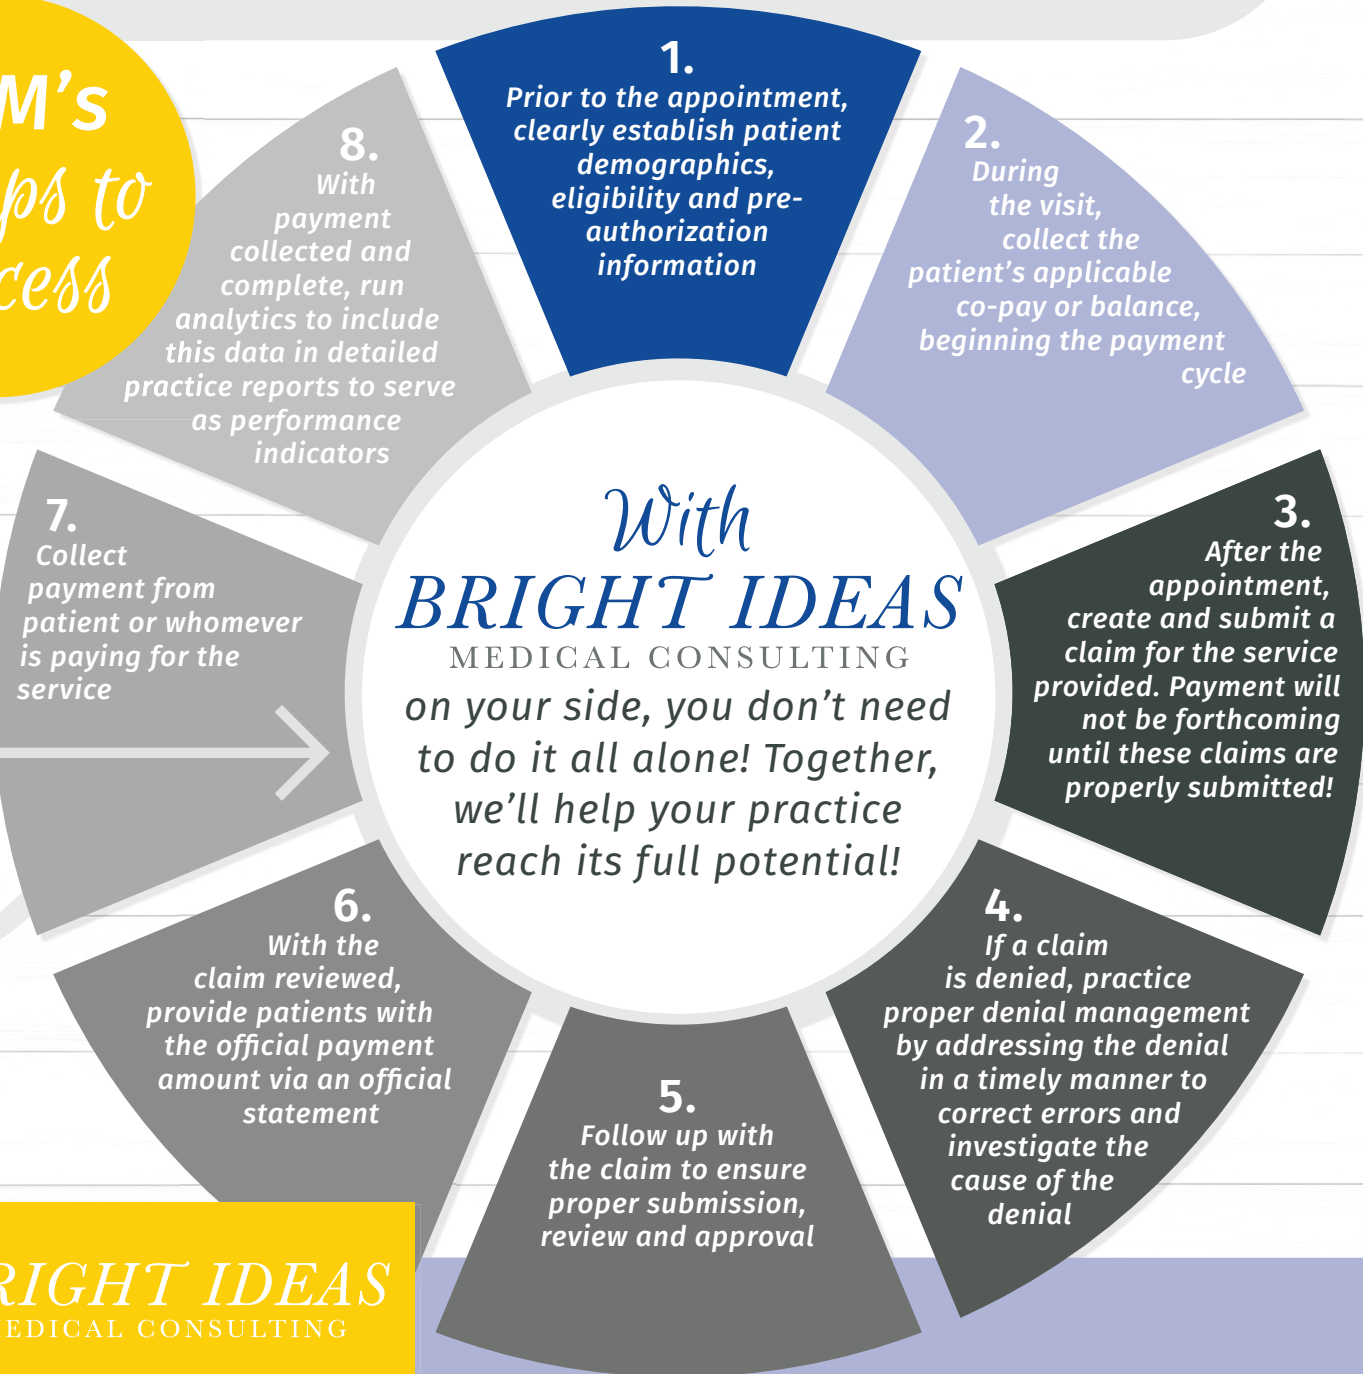 M’s
ps to
cess
1.
Prior to the appointment,
clearly establish patient
demographics,
eligibility and pre-
authorization
information
2.
During
the visit,
collect the
patient’s applicable
co-pay or balance,
beginning the payment
cycle
3.
After the
appointment,
create and submit a
claim for the service
provided. Payment will
not be forthcoming
until these claims are
properly submitted!
4.
If a claim
is denied, practice
proper denial management
by addressing the denial
in a timely manner to
correct errors and
investigate the
cause of the
denial
5.
Follow up with
the claim to ensure
proper submission,
review and approval
6.
With the
claim reviewed,
provide patients with
the official payment
amount via an official
statement
7.
Collect
payment from
patient or whomever
is paying for the
service
8.
With
payment
collected and
complete, run
analytics to include
this data in detailed
practice reports to serve
as performance
indicators
With
BRIGHT IDEAS
MEDICAL CONSULTING
on your side, you don’t need
to do it all alone! Together,
we’ll help your practice
reach its full potential!
RIGHT IDEAS
EDICAL CONSULTING